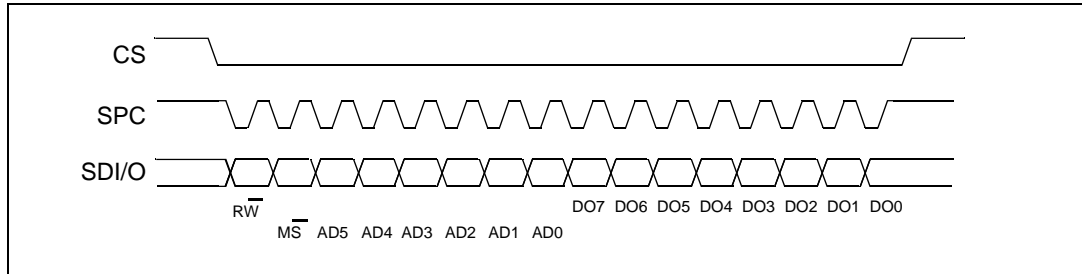 CS
SPC
SDI/O
RW̅
DO7 DO6 DO5 DO4 DO3 DO2 DO1 DO0
MS̅ AD5 AD4 AD3 AD2 AD1 AD0